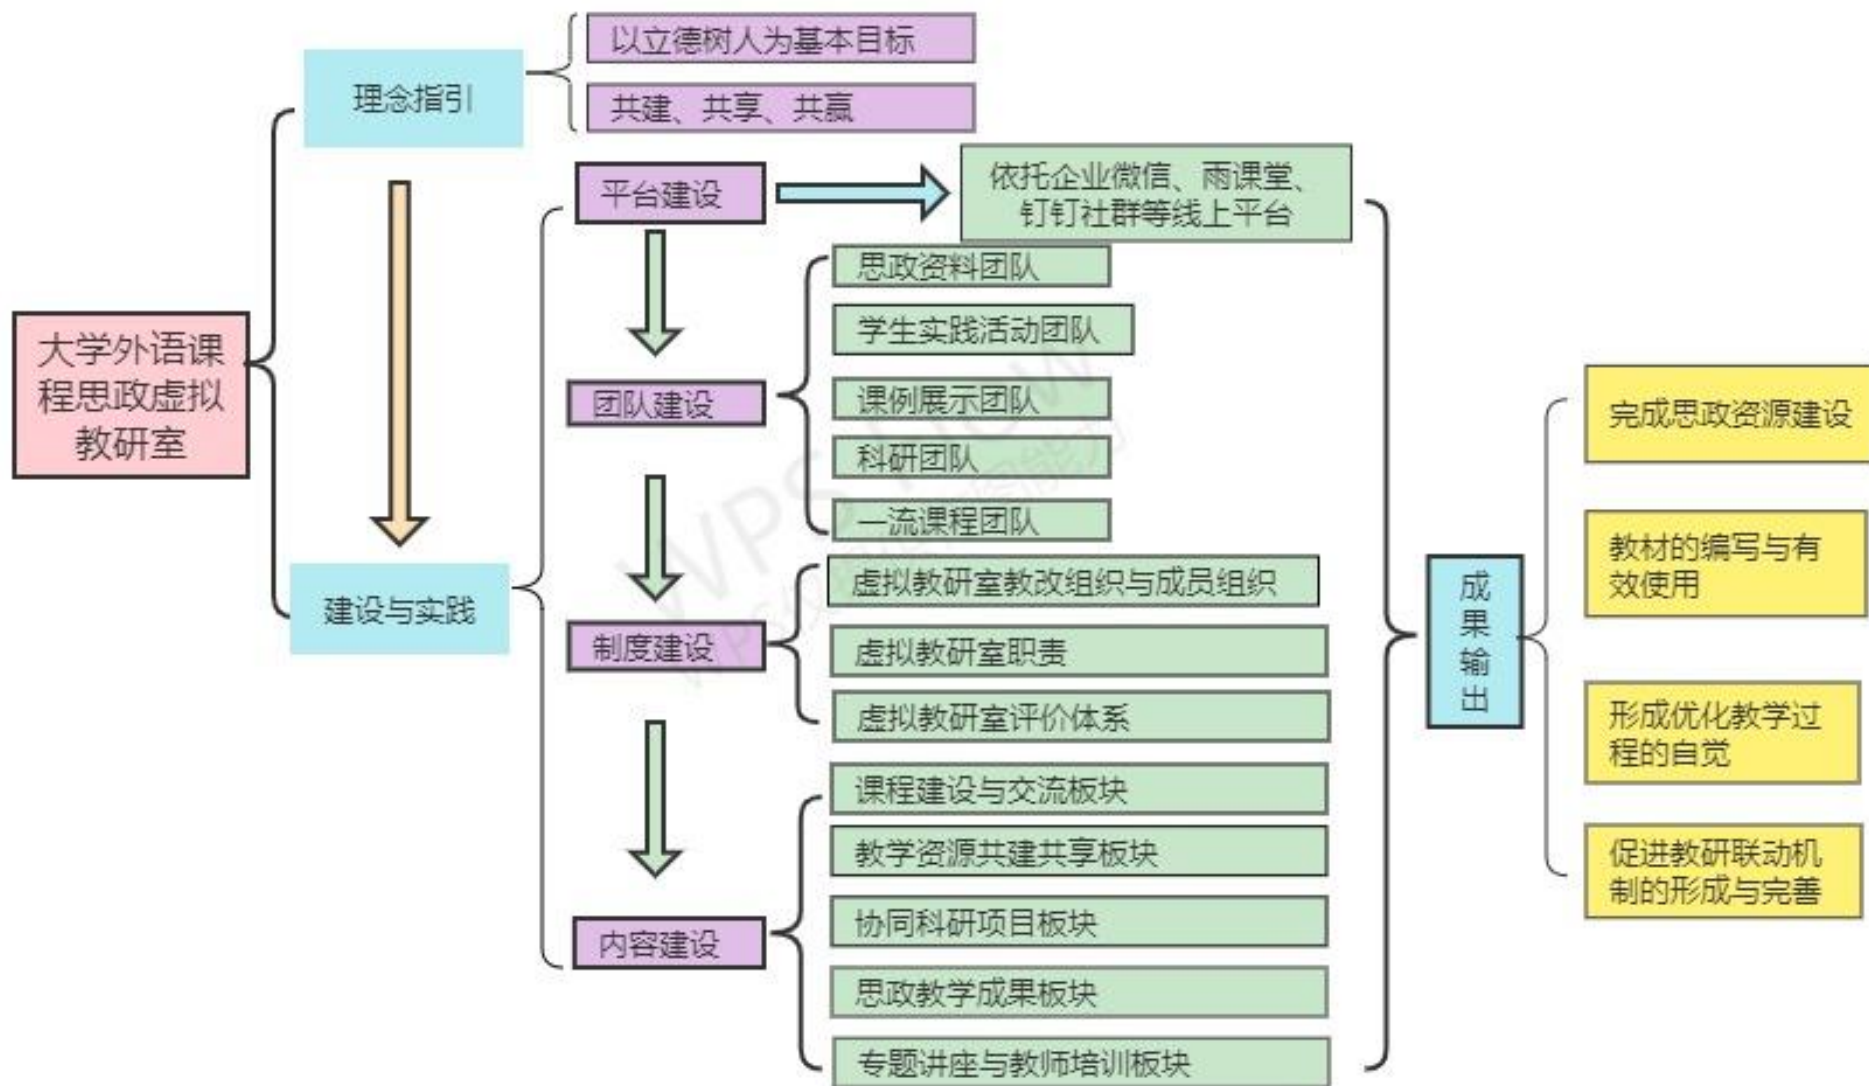 大学外语课
程思政虚拟
教研室
理念指引
以立德树人为基本目标
共建、共享、共赢
建设与实践
平台建设
依托企业微信、雨课堂、
钉钉社群等线上平台
团队建设
思政资料团队
学生实践活动团队
课例展示团队
科研团队
一流课程团队
制度建设
虚拟教研室教改组织与成员组织
虚拟教研室职责
虚拟教研室评价体系
内容建设
课程建设与交流板块
教学资源共建共享板块
协同科研项目板块
思政教学成果板块
专题讲座与教师培训板块
成
果
输
出
完成思政资源建设
教材的编写与有
效使用
形成优化教学过
程的自觉
促进教研联动机
制的形成与完善
WPS Flow